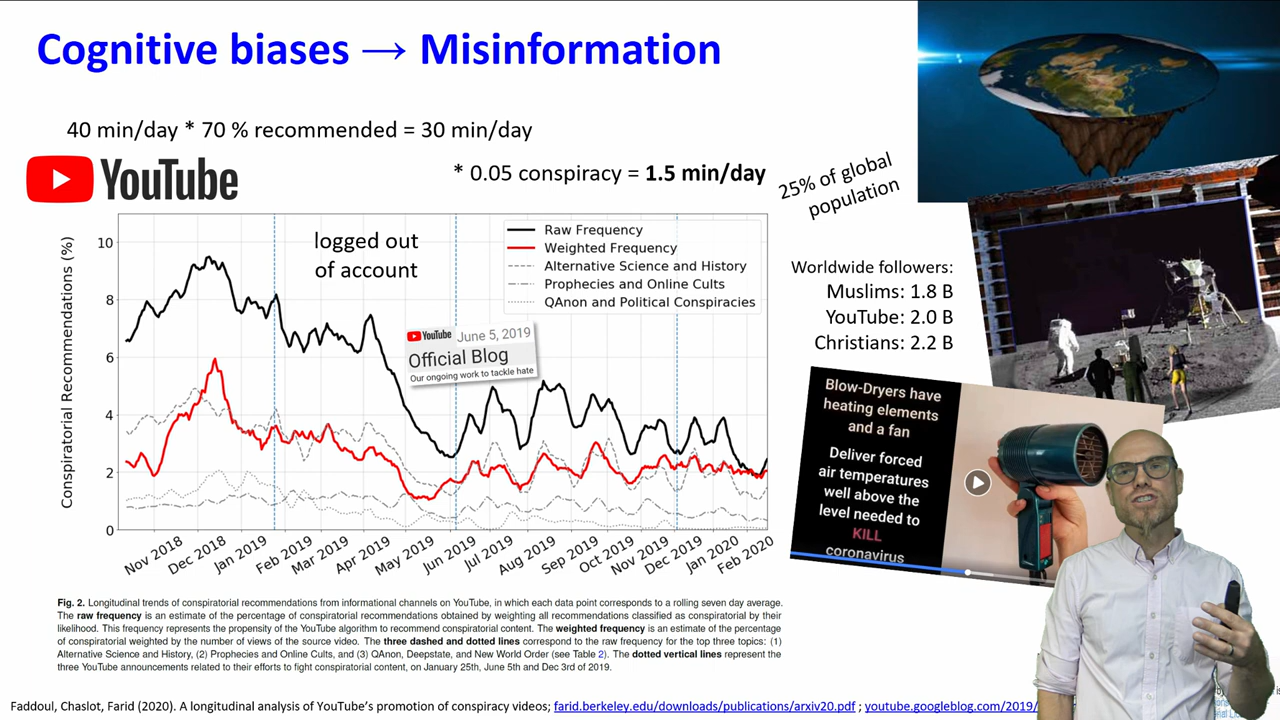 Cognitive biases → Misinformation
40 min/day * 70 % recommended = 30 min/day
YouTube
* 0.05 conspiracy = 1.5 min/day
25% of global
population
Worldwide followers:
Muslims: 1.8 B
YouTube: 2.0 B
Christians: 2.2 B
Conspiratorial Recommendations (%)
10
8
6
4
2
0
logged out
of account
Raw Frequency
Weighted Frequency
Alternative Science and History
Prophecies and Online Cults
QAnon and Political Conspiracies
YouTube June 5, 2019
Official Blog
Our ongoing work to tackle hate
Nov 2018
Dec 2018
Jan 2019
Feb 2019
Mar 2019
Apr 2019
May 2019
Jun 2019
Jul 2019
Aug 2019
Sep 2019
Oct 2019
Nov 2019
Dec 2019
Jan 2020
Feb 2020
Blow-Dryers have
heating elements
and a fan
Deliver forced
air temperatures
well above the
level needed to
KILL
coronavirus
Fig. 2. Longitudinal trends of conspiratorial recommendations from informational channels on YouTube, in which each data point corresponds to a rolling seven day average.
The raw frequency is an estimate of the percentage of conspiratorial recommendations obtained by weighting all recommendations classified as conspiratorial by their
likelihood. This frequency represents the propensity of the YouTube algorithm to recommend conspiratorial content. The weighted frequency is an estimate of the percentage
of conspiratorial weighted by the number of views of the source video. The three dashed and dotted lines correspond to the raw frequency for the top three topics: (1)
Alternative Science and History, (2) Prophecies and Online Cults, and (3) QAnon, Deepstate, and New World Order (see Table 2). The dotted vertical lines represent the
three YouTube announcements related to their efforts to fight conspiratorial content, on January 25th, June 5th and Dec 3rd of 2019.
Faddoul, Chaslot, Farid (2020). A longitudinal analysis of YouTube's promotion of conspiracy videos; farid.berkeley.edu/downloads/publications/arxiv20.pdf ; youtube.googleblog.com/2019/